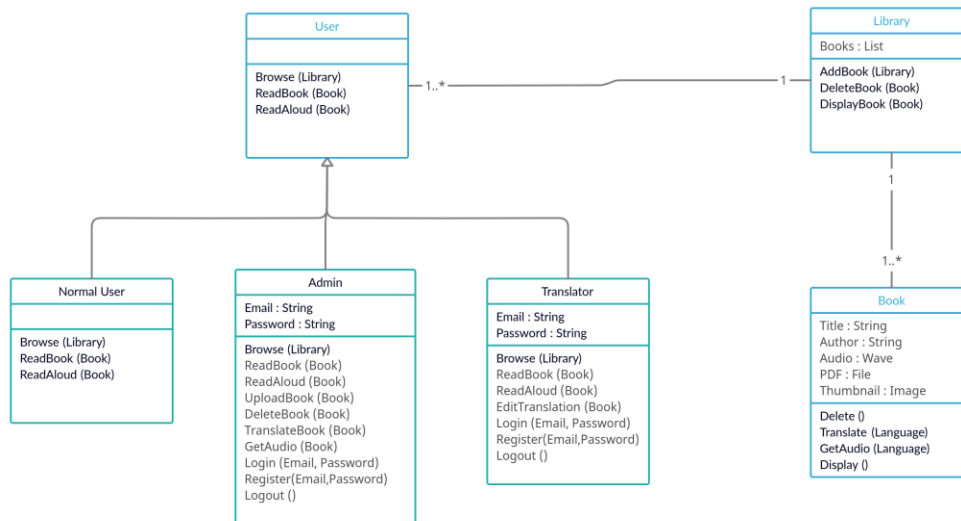 User
Browse (Library)
ReadBook (Book)
ReadAloud (Book)
1..*
1
Library
Books : List
AddBook (Library)
DeleteBook (Book)
DisplayBook (Book)
1
1..*
Normal User
Browse (Library)
ReadBook (Book)
ReadAloud (Book)
Admin
Email : String
Password : String
Browse (Library)
ReadBook (Book)
ReadAloud (Book)
UploadBook (Book)
DeleteBook (Book)
TranslateBook (Book)
GetAudio (Book)
Login (Email, Password)
Register(Email,Password)
Logout ()
Translator
Email : String
Password : String
Browse (Library)
ReadBook (Book)
ReadAloud (Book)
EditTranslation (Book)
Login (Email, Password)
Register(Email,Password)
Logout ()
Book
Title : String
Author : String
Audio : Wave
PDF : File
Thumbnail : Image
Delete ()
Translate (Language)
GetAudio (Language)
Display ()